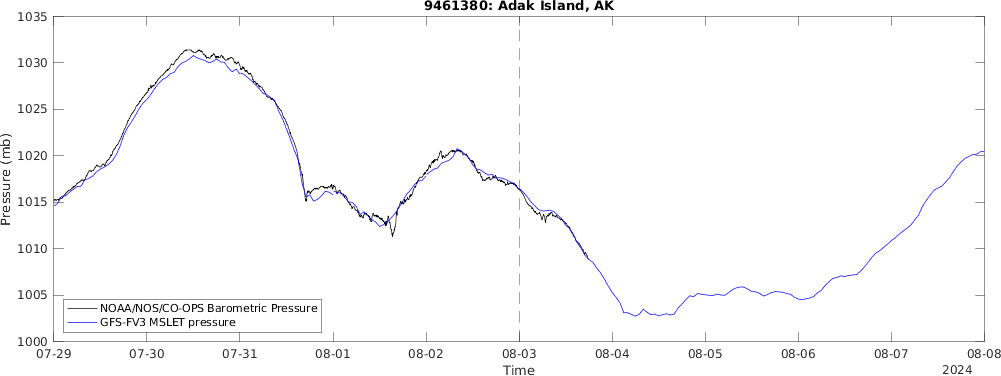 9461380: Adak Island, AK
Pressure (mb)
1035
1030
1025
1020
1015
1010
1005
1000
NOAA/NOS/CO-OPS Barometric Pressure
GFS-FV3 MSLET pressure
07-29 07-30 07-31 08-01 08-02 08-03 08-04 08-05 08-06 08-07 08-08
Time
2024